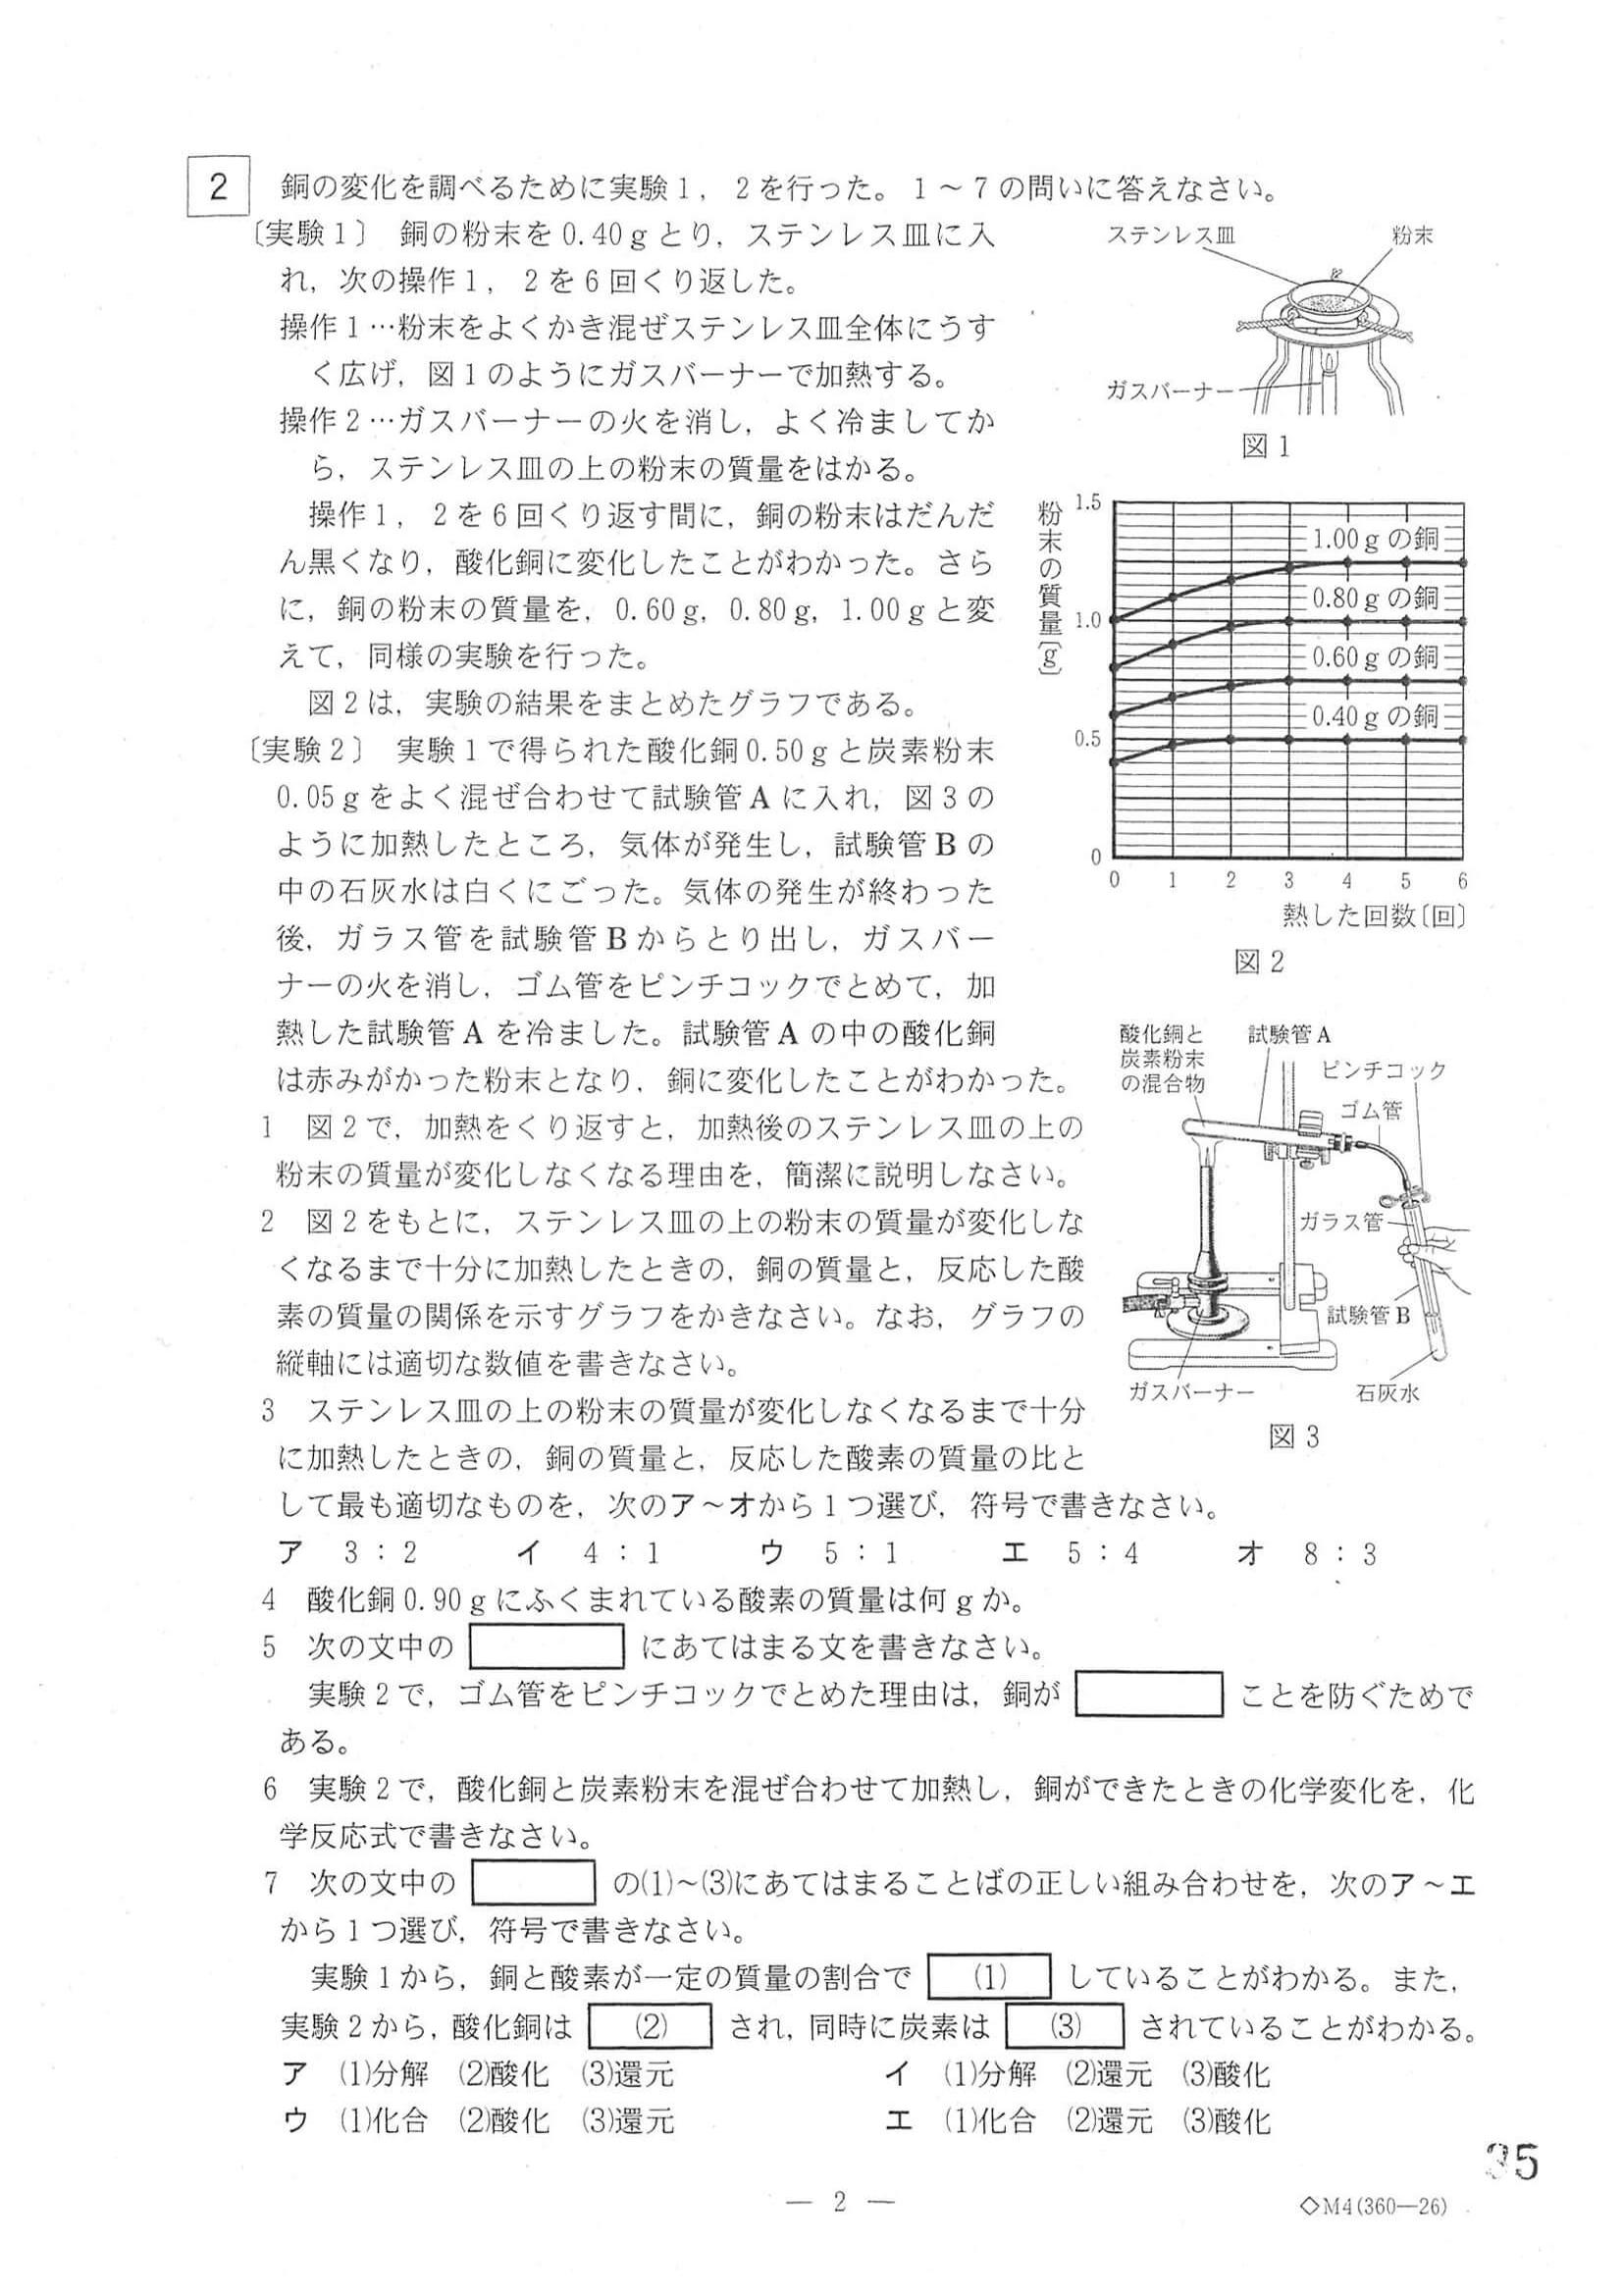 2 銅の変化を調べるために実験1，2を行った。1～7の問いに答えなさい。
〔実験1〕 銅の粉末を0.40gとり，ステンレス皿に入
れ，次の操作1，2を6回くり返した。
操作1…粉末をよくかき混ぜステンレス皿全体にうす
く広げ，図1のようにガスバーナーで加熱する。
操作2…ガスバーナーの火を消し，よく冷ましてか
ら，ステンレス皿の上の粉末の質量をはかる。
操作1，2を6回くり返す間に，銅の粉末はだんだ
ん黒くなり，酸化銅に変化したことがわかった。さら
に，銅の粉末の質量を，0.60g，0.80g，1.00gと変
えて，同様の実験を行った。
図2は，実験の結果をまとめたグラフである。
〔実験2〕 実験1で得られた酸化銅0.50gと炭素粉末
0.05gをよく混ぜ合わせて試験管Aに入れ，図3の
ように加熱したところ，気体が発生し，試験管Bの
中の石灰水は白くにごった。気体の発生が終わった
後，ガラス管を試験管Bからとり出し，ガスバー
ナーの火を消し，ゴム管をピンチコックでとめて，加
熱した試験管Aを冷ました。試験管Aの中の酸化銅
は赤みがかった粉末となり，銅に変化したことがわかった。
ステンレス皿
粉末
ガスバーナー
図1
粉末の質量〔g〕
1.5
1.0
0.5
0
1.00gの銅
0.80gの銅
0.60gの銅
0.40gの銅
0 1 2 3 4 5 6
熱した回数〔回〕
図2
酸化銅と
炭素粉末
の混合物
試験管A
ピンチコック
ゴム管
ガラス管
試験管B
ガスバーナー
石灰水
図3
1 図2で，加熱をくり返すと，加熱後のステンレス皿の上の
粉末の質量が変化しなくなる理由を，簡潔に説明しなさい。
2 図2をもとに，ステンレス皿の上の粉末の質量が変化しな
くなるまで十分に加熱したときの，銅の質量と，反応した酸
素の質量の関係を示すグラフをかきなさい。なお，グラフの
縦軸には適切な数値を書きなさい。
3 ステンレス皿の上の粉末の質量が変化しなくなるまで十分
に加熱したときの，銅の質量と，反応した酸素の質量の比と
して最も適切なものを，次のア～オから1つ選び，符号で書きなさい。
ア 3：2 イ 4：1 ウ 5：1 エ 5：4 オ 8：3
4 酸化銅0.90gにふくまれている酸素の質量は何gか。
5 次の文中の にあてはまる文を書きなさい。
実験2で，ゴム管をピンチコックでとめた理由は，銅が ことを防ぐためで
ある。
6 実験2で，酸化銅と炭素粉末を混ぜ合わせて加熱し，銅ができたときの化学変化を，化
学反応式で書きなさい。
7 次の文中の の(1)～(3)にあてはまることばの正しい組み合わせを，次のア～エ
から1つ選び，符号で書きなさい。
実験1から，銅と酸素が一定の質量の割合で (1) していることがわかる。また，
実験2から，酸化銅は (2) され，同時に炭素は (3) されていることがわかる。
ア (1)分解 (2)酸化 (3)還元 イ (1)分解 (2)還元 (3)酸化
ウ (1)化合 (2)酸化 (3)還元 エ (1)化合 (2)還元 (3)酸化
35
— 2 —
◇M4(360—26)